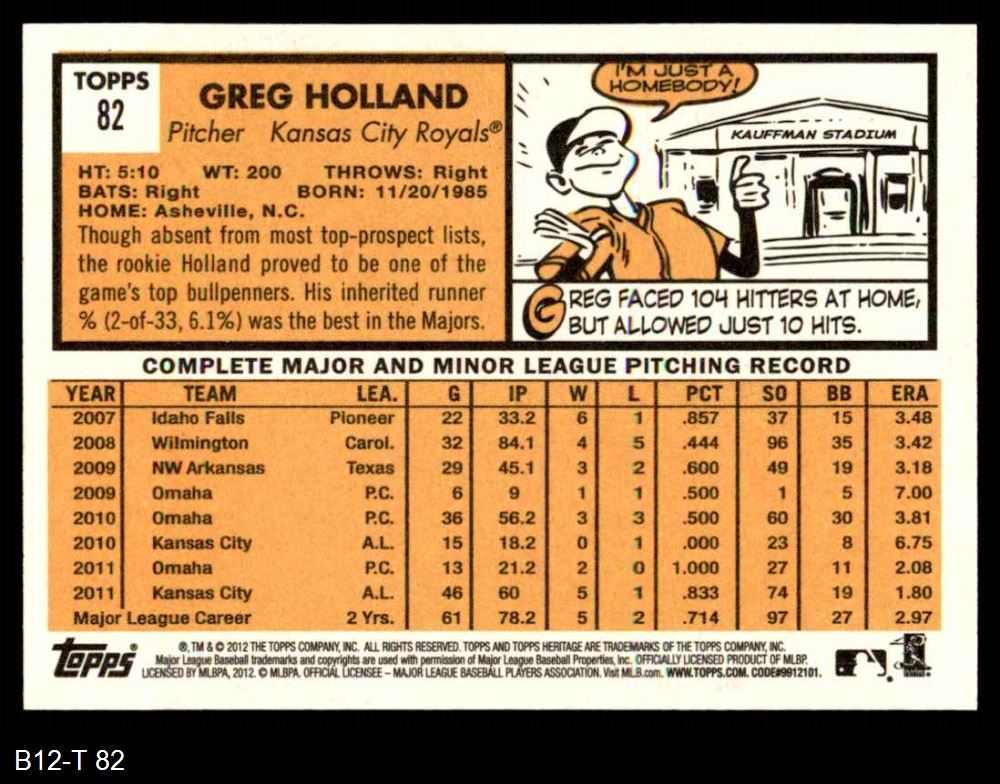 TOPPS
82
GREG HOLLAND
Pitcher Kansas City Royals®
HT: 5:10 WT: 200 THROWS: Right
BATS: Right BORN: 11/20/1985
HOME: Asheville, N.C.
Though absent from most top-prospect lists,
the rookie Holland proved to be one of the
game's top bullpenners. His inherited runner
% (2-of-33, 6.1%) was the best in the Majors.
I'M JUST A
HOMEBODY!
KAUFFMAN STADIUM
GREG FACED 104 HITTERS AT HOME,
BUT ALLOWED JUST 10 HITS.
COMPLETE MAJOR AND MINOR LEAGUE PITCHING RECORD
YEAR TEAM LEA. G IP W L PCT SO BB ERA
2007 Idaho Falls Pioneer 22 33.2 6 1 .857 37 15 3.48
2008 Wilmington Carol. 32 84.1 4 5 .444 96 35 3.42
2009 NW Arkansas Texas 29 45.1 3 2 .600 49 19 3.18
2009 Omaha P.C. 6 9 1 1 .500 1 5 7.00
2010 Omaha P.C. 36 56.2 3 3 .500 60 30 3.81
2010 Kansas City A.L. 15 18.2 0 1 .000 23 8 6.75
2011 Omaha P.C. 13 21.2 2 0 1.000 27 11 2.08
2011 Kansas City A.L. 46 60 5 1 .833 74 19 1.80
Major League Career 2 Yrs. 61 78.2 5 2 .714 97 27 2.97
Topps®
®, TM & © 2012 THE TOPPS COMPANY, INC. ALL RIGHTS RESERVED. TOPPS AND TOPPS HERITAGE ARE TRADEMARKS OF THE TOPPS COMPANY, INC.
Major League Baseball trademarks and copyrights are used with permission of Major League Baseball Properties, Inc. OFFICIALLY LICENSED PRODUCT OF MLBP.
LICENSED BY MLBPA, 2012. © MLBPA. OFFICIAL LICENSEE – MAJOR LEAGUE BASEBALL PLAYERS ASSOCIATION. Visit MLB.com. WWW.TOPPS.COM. CODE#9912101.
B12-T 82